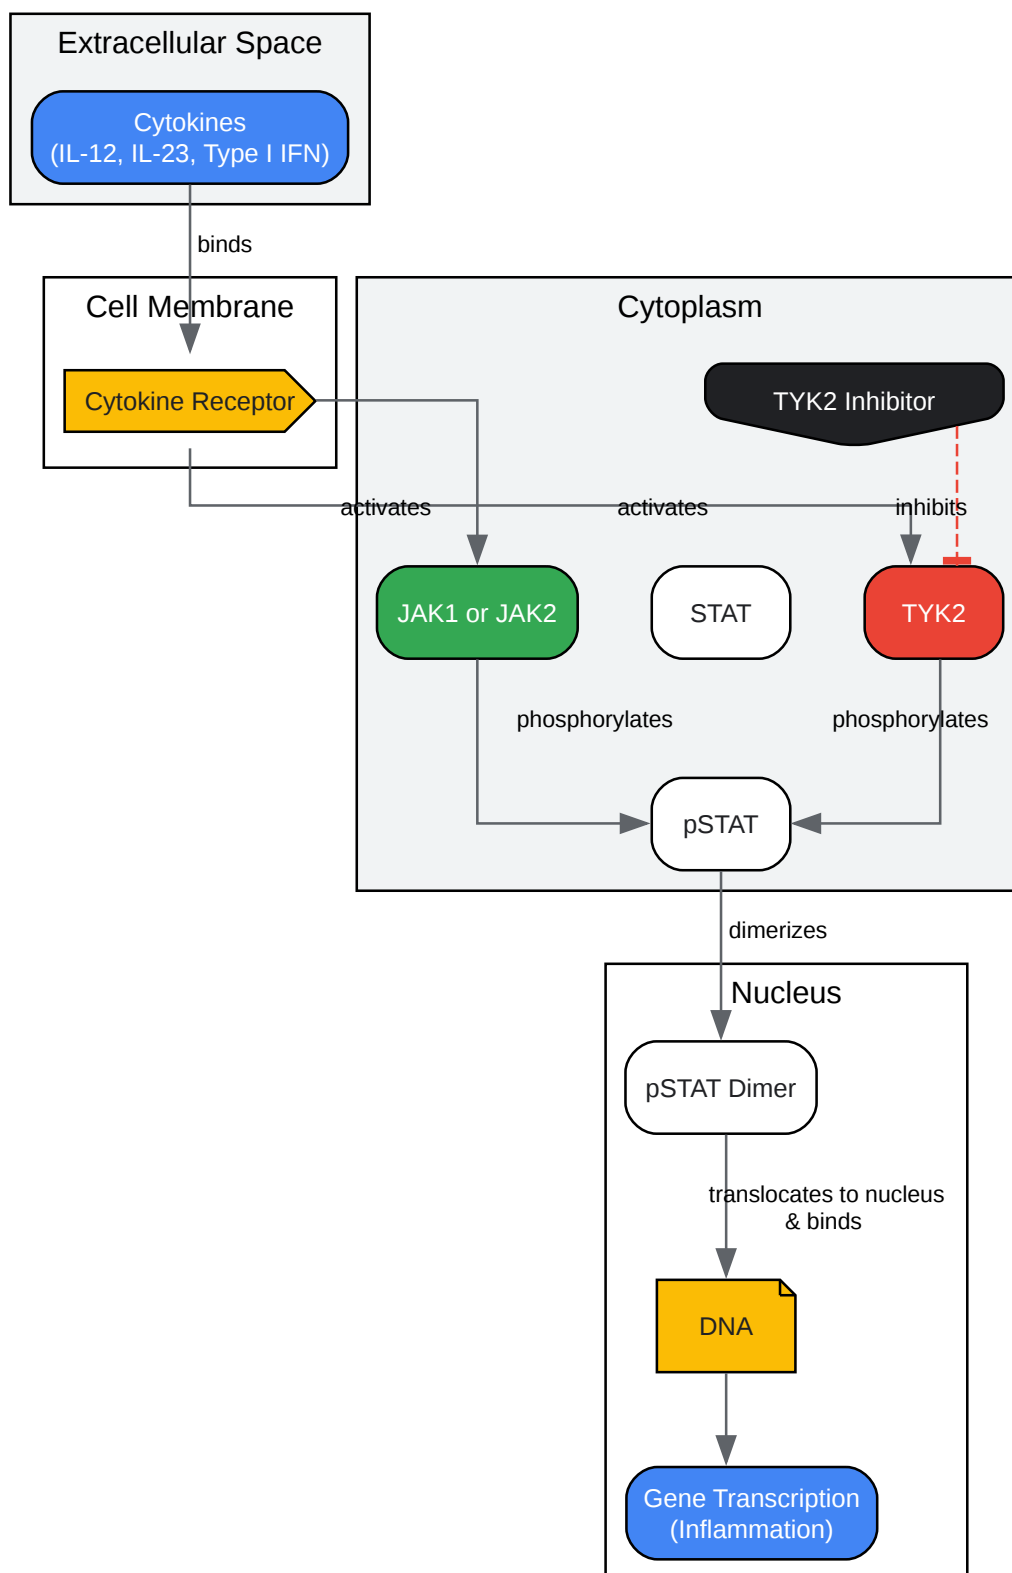 Extracellular Space
Cytokines
(IL-12, IL-23, Type I IFN)
binds
Cell Membrane
Cytoplasm
Cytokine Receptor
TYK2 Inhibitor
activates
activates
inhibits
JAK1 or JAK2
STAT
TYK2
phosphorylates
phosphorylates
pSTAT
dimerizes
Nucleus
pSTAT Dimer
translocates to nucleus
& binds
DNA
Gene Transcription
(Inflammation)